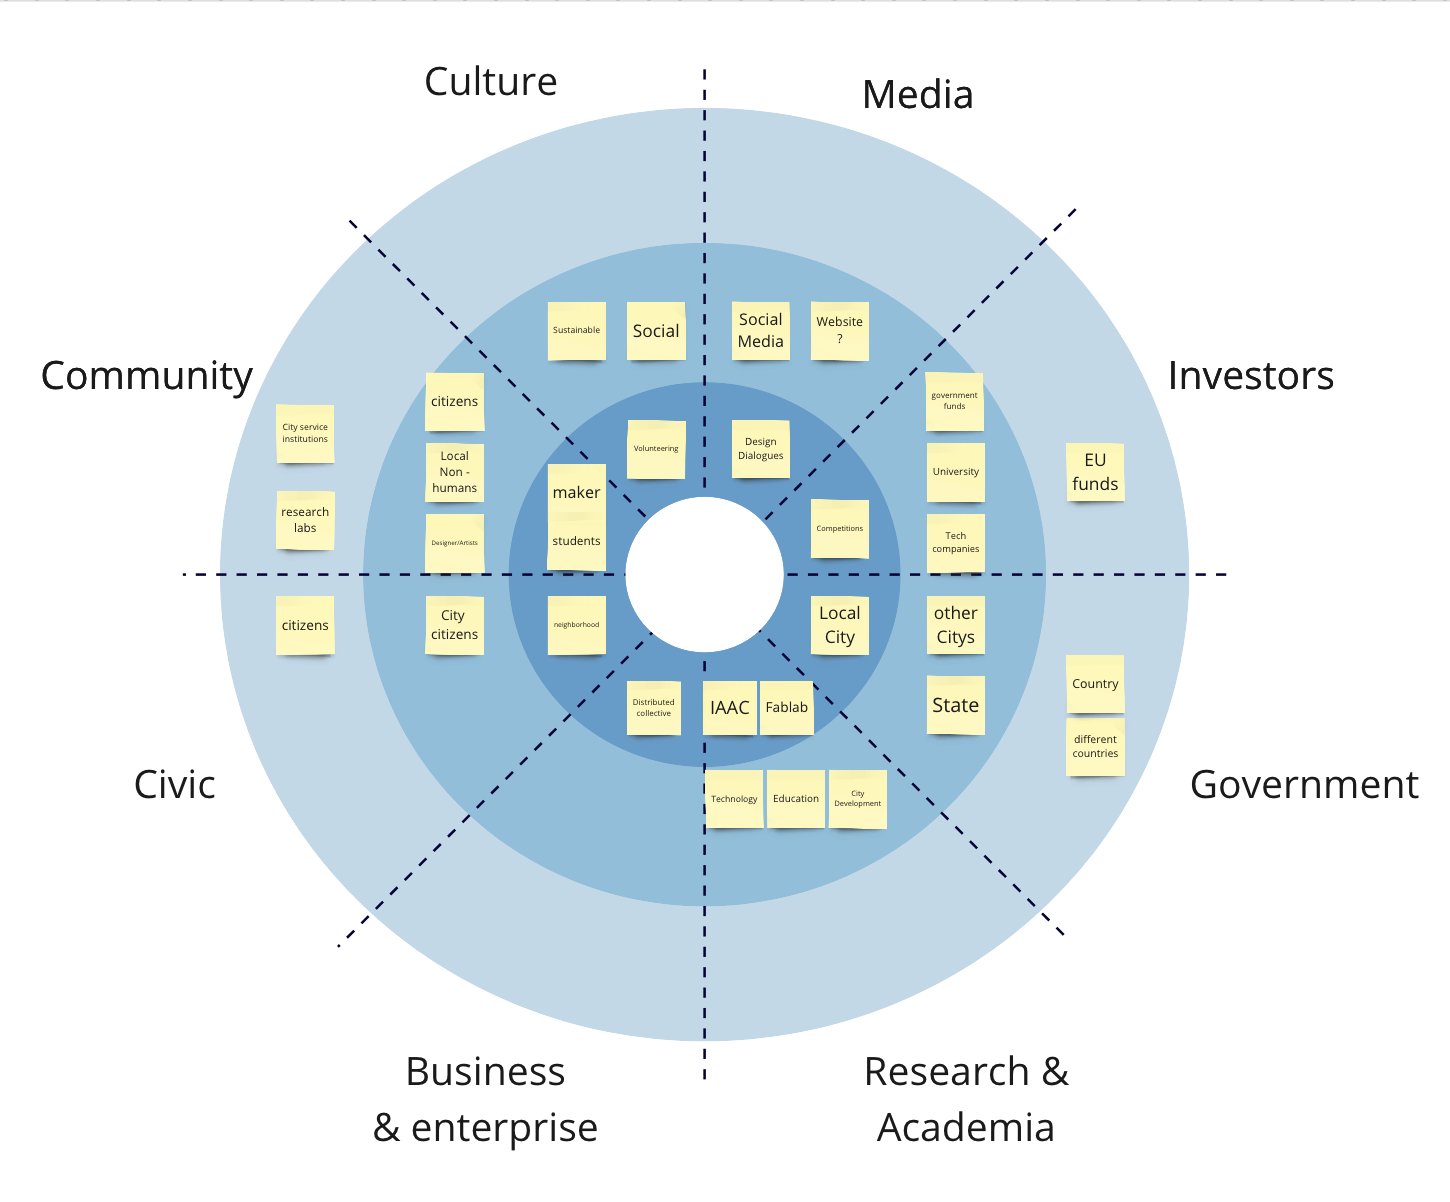 Culture
Media
Sustainable
Social
Social
Media
Website
?
Community
Investors
citizens
government
funds
City service
institutions
Volunteering
Design
Dialogues
Local
Non -
humans
University
EU
funds
maker
research
labs
Designer/Artists
students
Competitions
Tech
companies
citizens
City
citizens
neighborhood
Local
City
other
Citys
Distributed
collective
IAAC
Fablab
State
Country
different
countries
Civic
Technology
Education
City
Development
Government
Business
& enterprise
Research &
Academia